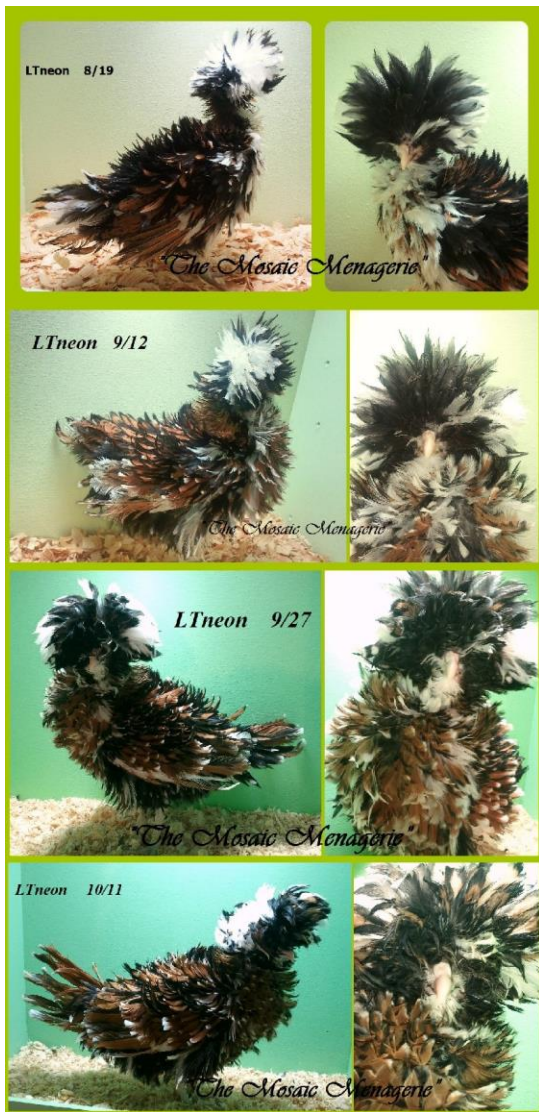 LTneon 8/19
"The Mosaic Menagerie"
LTneon 9/12
"The Mosaic Menagerie"
LTneon 9/27
"The Mosaic Menagerie"
LTneon 10/11
"The Mosaic Menagerie"